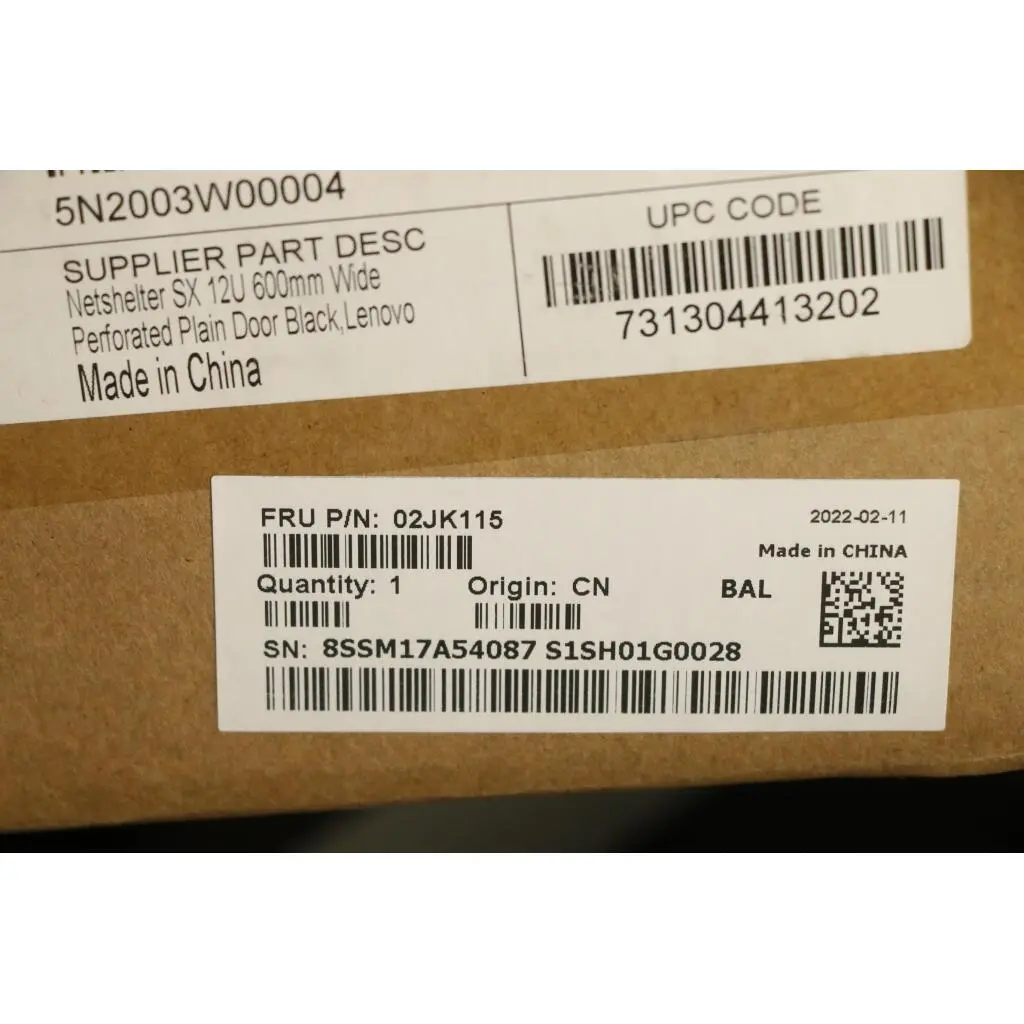 5N2003W00004
SUPPLIER PART DESC
Netshelter SX 12U 600mm Wide
Perforated Plain Door Black,Lenovo
Made in China
UPC CODE
731304413202
FRU P/N: 02JK115
2022-02-11
Made in CHINA
Quantity: 1 Origin: CN BAL
SN: 8SSM17A54087 S1SH01G0028